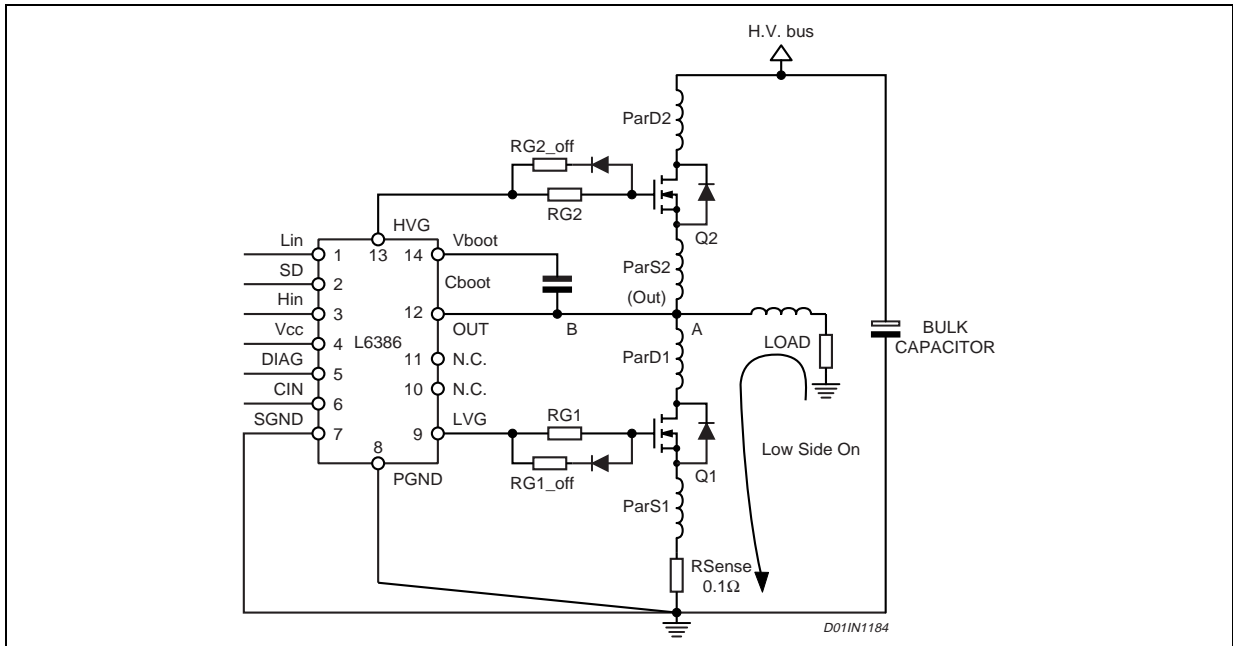 H.V. bus
ParD2
RG2_off
RG2
HVG
Q2
Lin
1
13
14
Vboot
ParS2
SD
2
Cboot
(Out)
Hin
3
12
OUT
B
A
LOAD
BULK
CAPACITOR
Vcc
4
L6386
11
N.C.
ParD1
DIAG
5
10
N.C.
CIN
6
SGND
7
9
LVG
RG1
Low Side On
8
PGND
RG1_off
Q1
ParS1
RSense
0.1Ω
D01IN1184